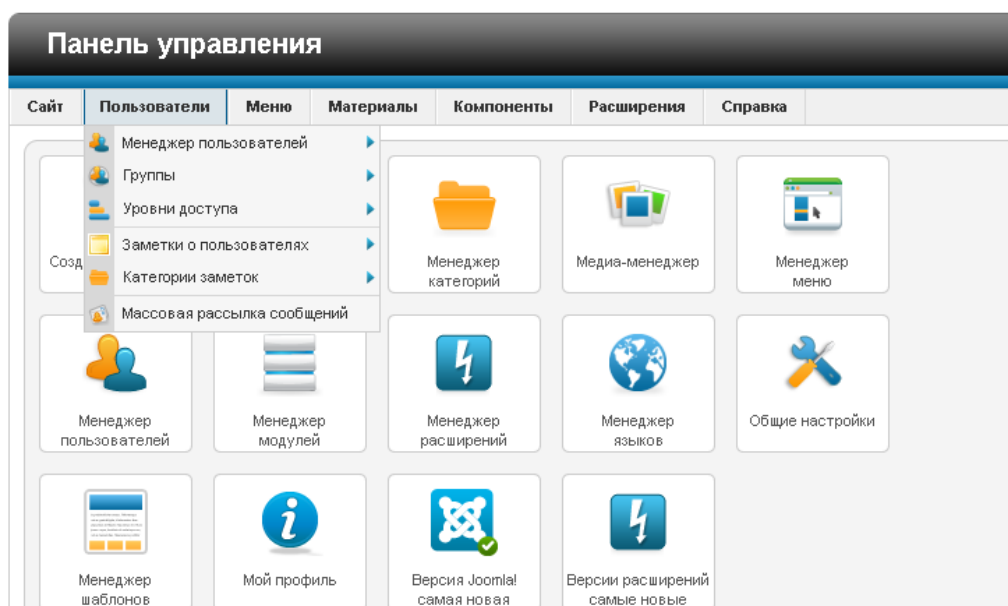 Панель управления
Сайт Пользователи Меню Материалы Компоненты Расширения Справка
Менеджер пользователей
Группы
Уровни доступа
Заметки о пользователях
Категории заметок
Массовая рассылка сообщений
Созд
Менеджер
категорий
Медиа-менеджер
Менеджер
меню
Менеджер
пользователей
Менеджер
модулей
Менеджер
расширений
Менеджер
языков
Общие настройки
Менеджер
шаблонов
Мой профиль
Версия Joomla!
самая новая
Версии расширений
самые новые